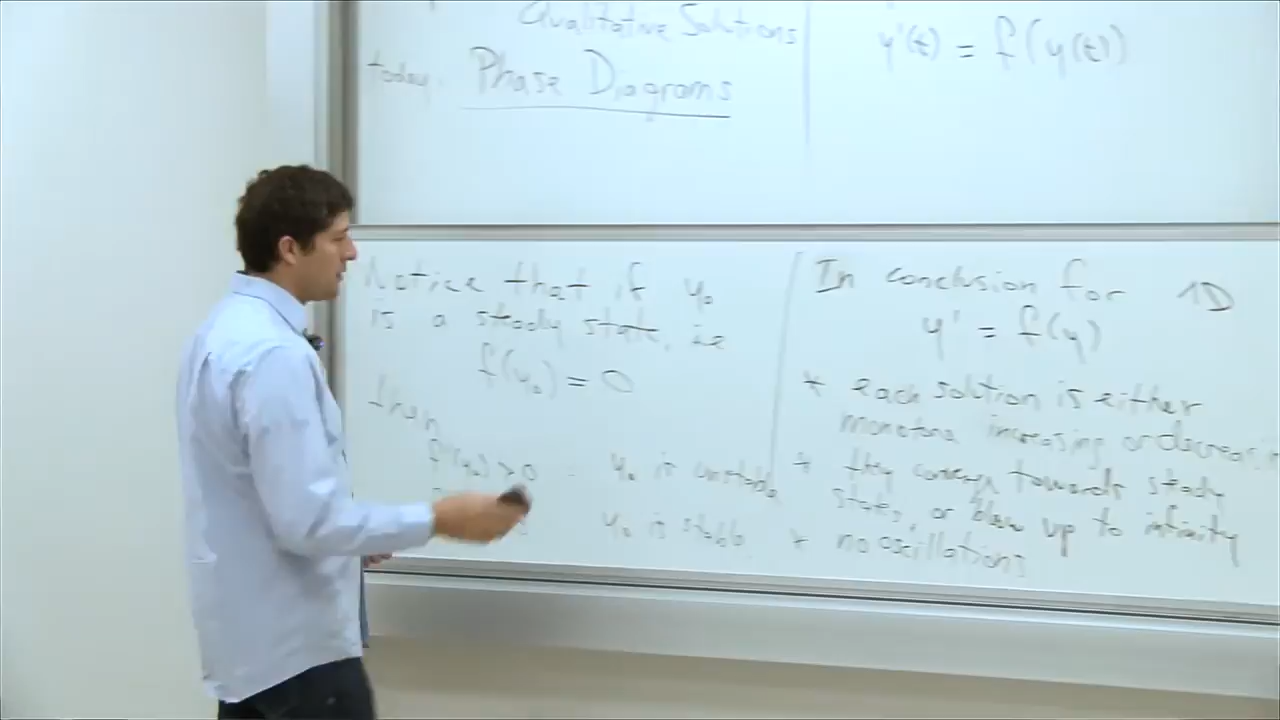 Qualitative Solutions
today: Phase Diagrams
y'(t) = f(y(t))
Notice that if y₀
is a steady state, ie
f(y₀) = 0
then
f'(y₀) > 0 y₀ is unstable
y₀ is stable
In conclusion for 1D
y' = f(y)
* each solution is either
monotone increasing or decreasi
* they converge towards steady
states, or blow up to infinity
* no oscillations